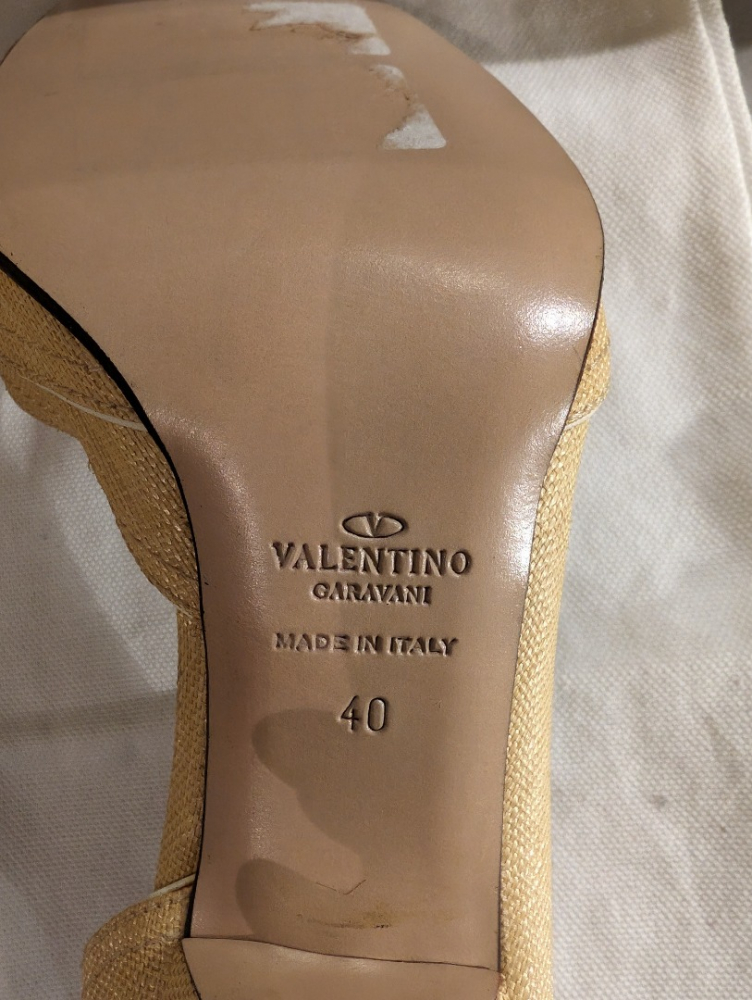 V
VALENTINO
GARAVANI
MADE IN ITALY
40